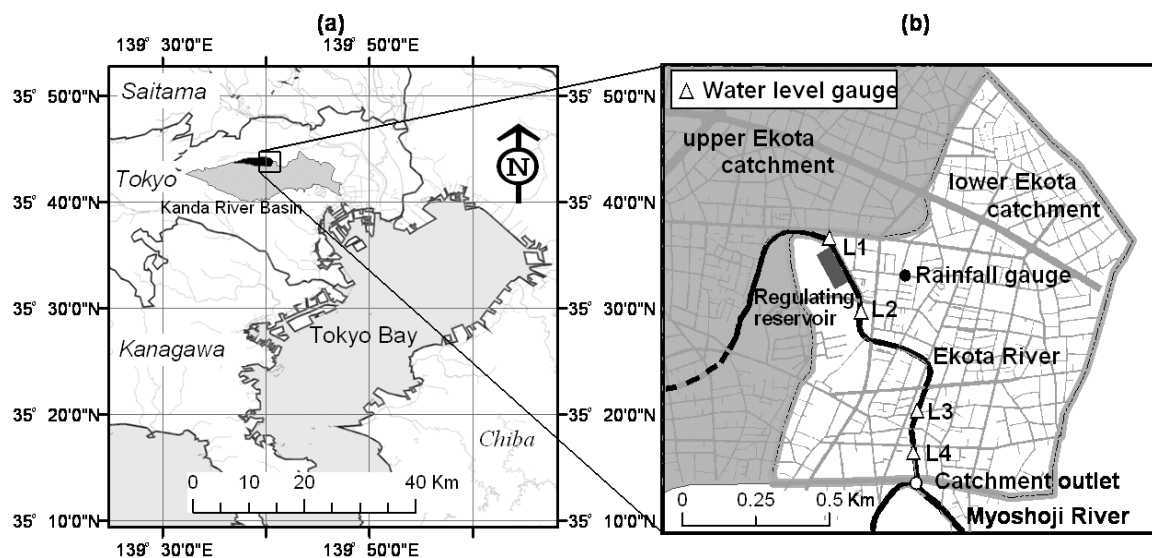 (a)
139° 30'0"E
139° 50'0"E
35° 50'0"N
35° 40'0"N
35° 30'0"N
35° 20'0"N
35° 10'0"N
Saitama
N
Tokyo
Kanda River Basin
Tokyo Bay
Kanagawa
Chiba
0 10 20 40 Km
35° 50'0"N
35° 40'0"N
35° 30'0"N
35° 20'0"N
35° 10'0"N
139° 30'0"E
139° 50'0"E
(b)
Water level gauge
upper Ekota
catchment
lower Ekota
catchment
L1
Rainfall gauge
Regulating
reservoir
L2
Ekota River
L3
L4
Catchment outlet
0 0.25 0.5 Km
Myoshoji River